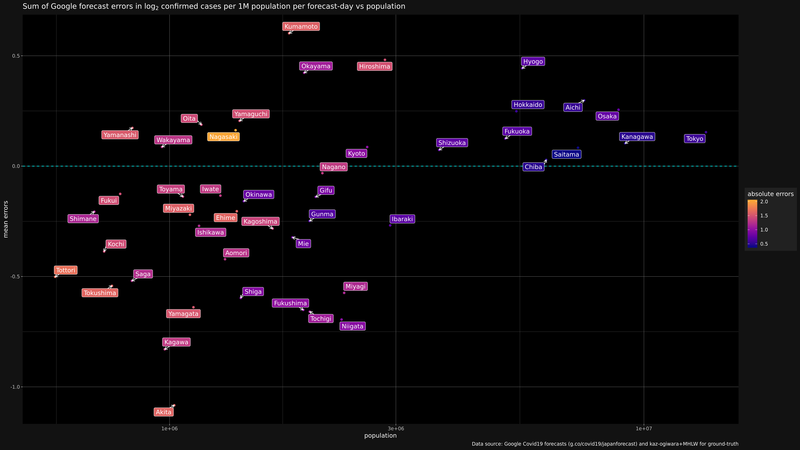 Sum of Google forecast errors in log₂ confirmed cases per 1M population per forecast-day vs population
Kumamoto
Okayama
Hiroshima
Hyogo
0.5
Hokkaido
Aichi
Osaka
Oita
Yamaguchi
Yamanashi
Wakayama
Nagasaki
Fukuoka
Kanagawa
Tokyo
Shizuoka
Kyoto
Saitama
0.0
Nagano
Chiba
Toyama
Iwate
Okinawa
Gifu
Fukui
Miyazaki
Shimane
Ehime
Kagoshima
Gunma
Ibaraki
Ishikawa
Kochi
Mie
Aomori
mean errors
absolute errors
2.0
1.5
1.0
0.5
Tottori
Saga
-0.5
Tokushima
Shiga
Miyagi
Fukushima
Yamagata
Tochigi
Niigata
Kagawa
-1.0
Akita
1e+06
3e+06
1e+07
population
Data source: Google Covid19 forecasts (g.co/covid19/japanforecast) and kaz-ogiwara+MHLW for ground-truth